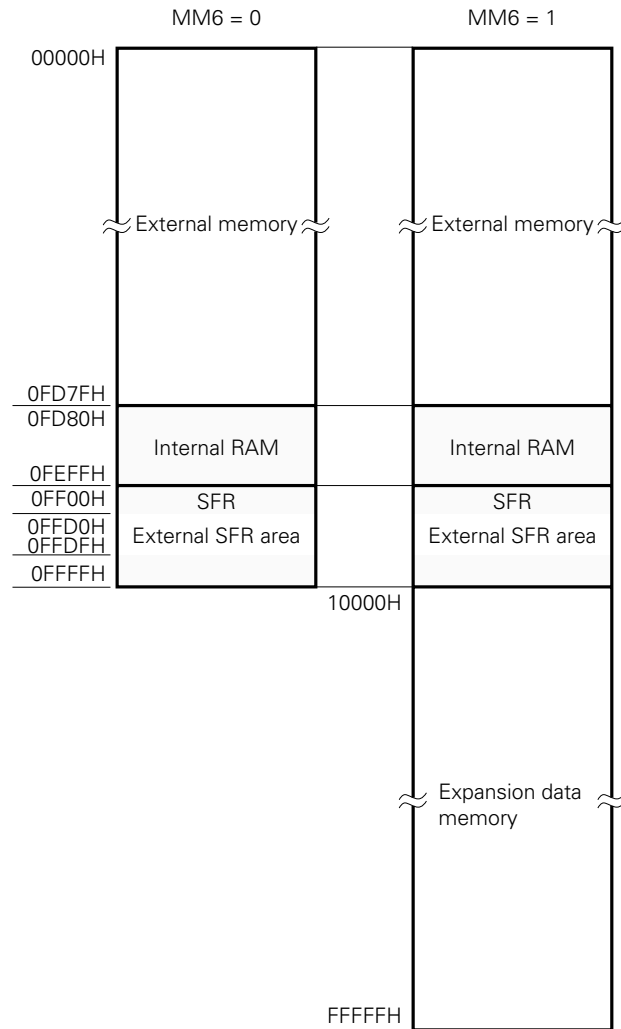 MM6 = 0 MM6 = 1
00000H
External memory External memory
0FD7FH
0FD80H
Internal RAM Internal RAM
0FEFFH
0FF00H SFR SFR
0FFD0H
External SFR area External SFR area
0FFDFH
0FFFFH
10000H
Expansion data
memory
FFFFFH